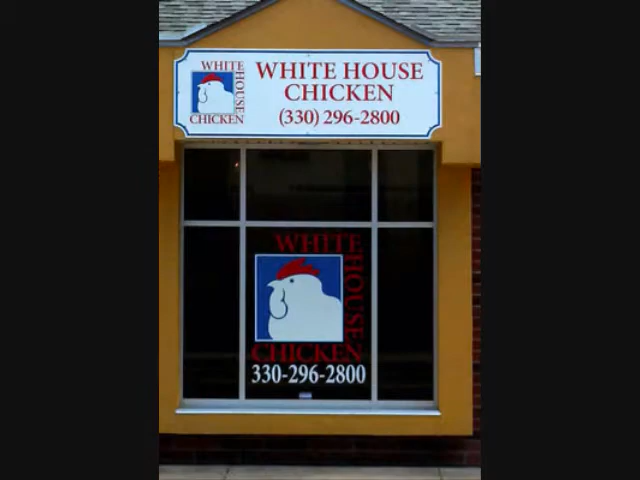 WHITE HOUSE
CHICKEN
WHITE HOUSE
CHICKEN
(330) 296-2800
WHITE
HOUSE
CHICKEN
330-296-2800